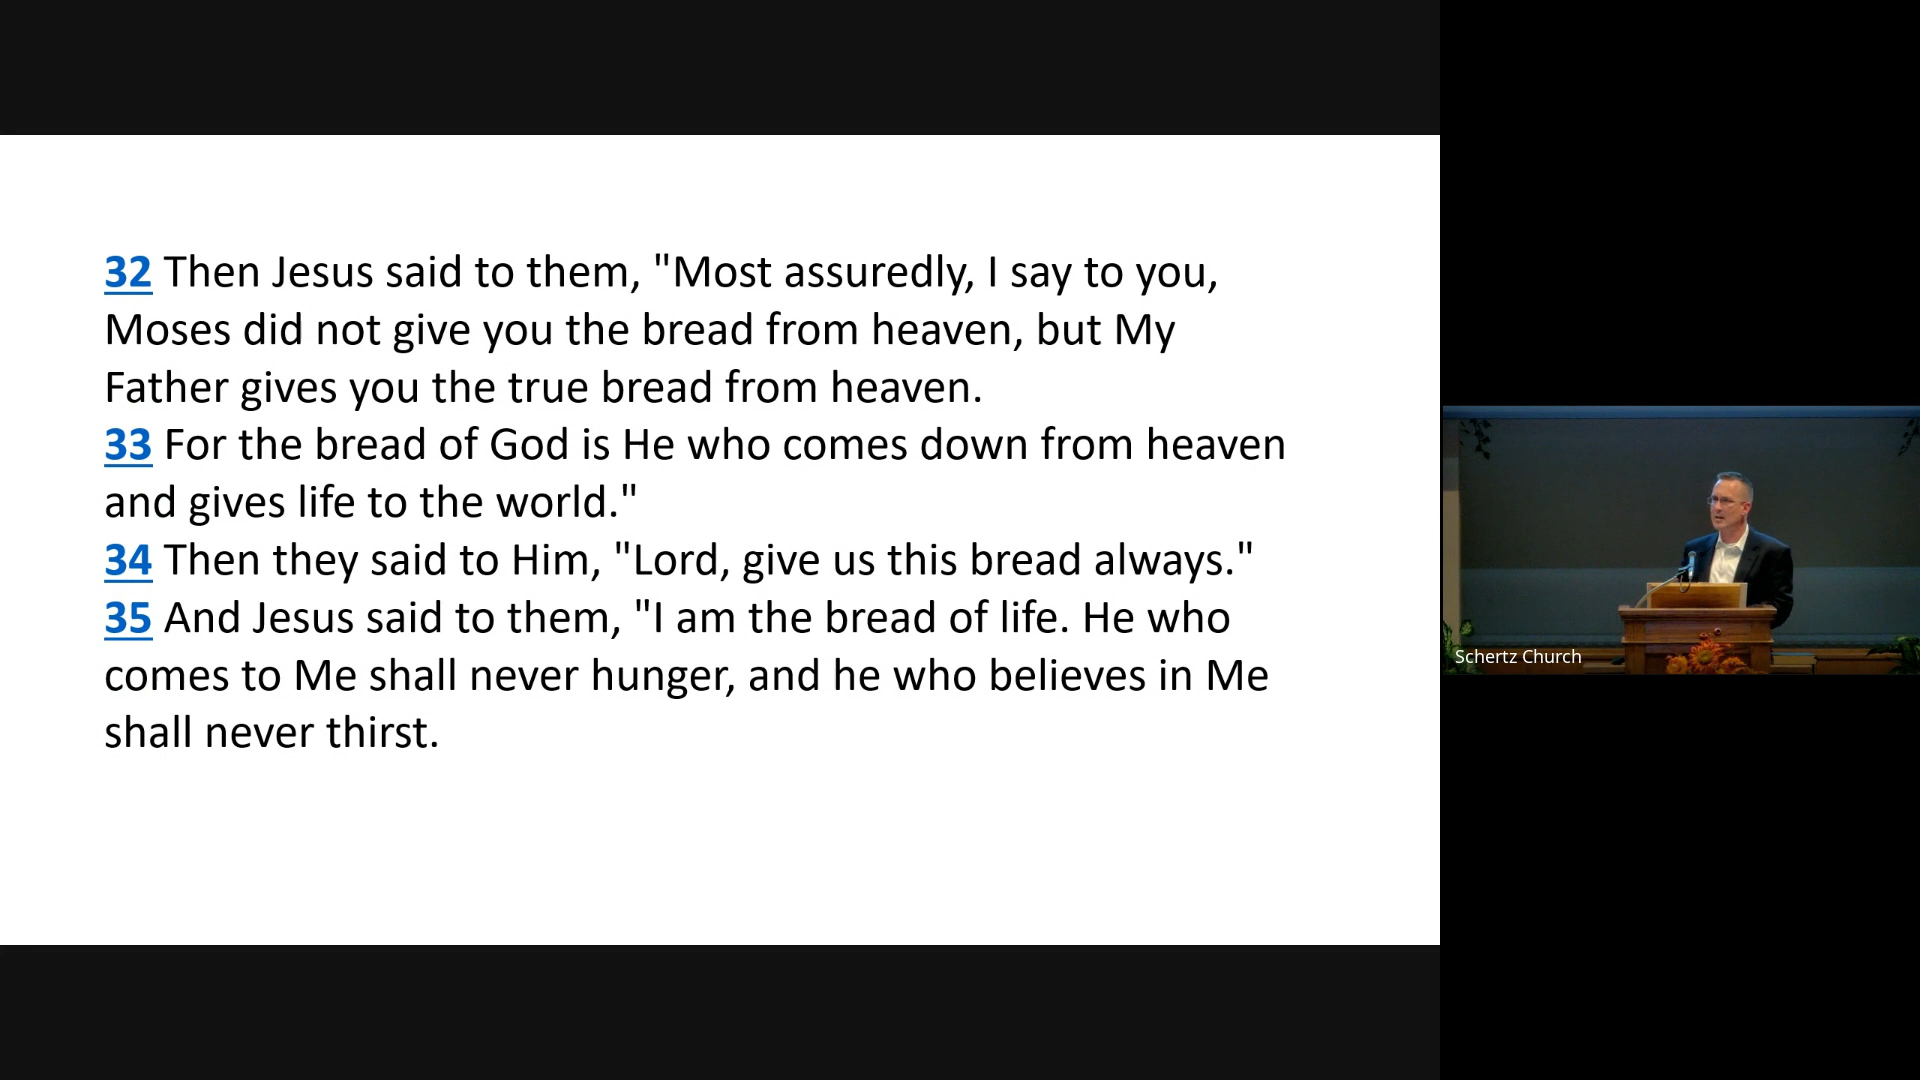 32 Then Jesus said to them, "Most assuredly, I say to you,
Moses did not give you the bread from heaven, but My
Father gives you the true bread from heaven.
33 For the bread of God is He who comes down from heaven
and gives life to the world."
34 Then they said to Him, "Lord, give us this bread always."
35 And Jesus said to them, "I am the bread of life. He who
comes to Me shall never hunger, and he who believes in Me
shall never thirst.
Schertz Church